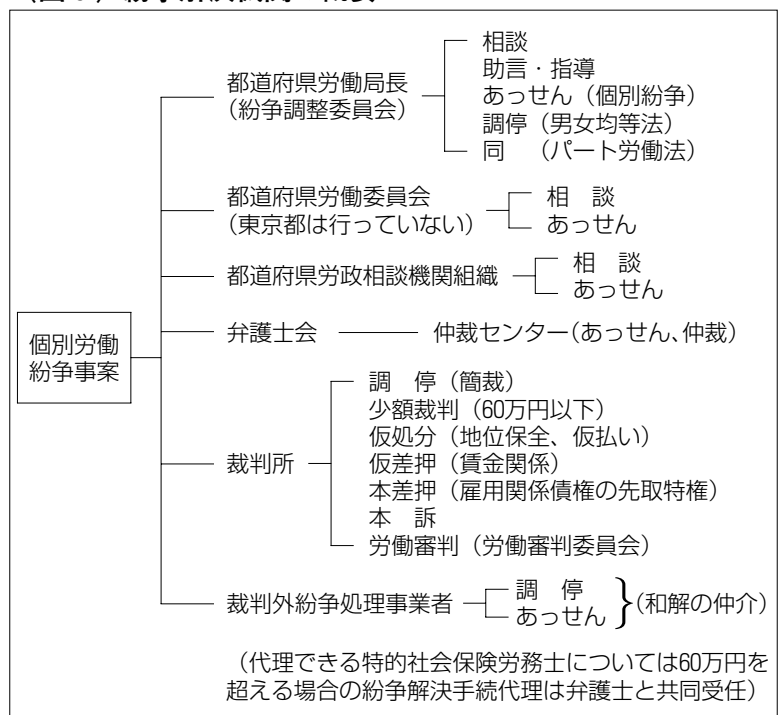 都道府県労働局長
(紛争調整委員会)
相談
助言・指導
あっせん(個別紛争)
調停(男女均等法)
同 (パート労働法)
都道府県労働委員会
(東京都は行っていない)
相 談
あっせん
都道府県労政相談機関組織
相 談
あっせん
個別労働
紛争事案
弁護士会
仲裁センター(あっせん、仲裁)
裁判所
調 停(簡裁)
少額裁判(60万円以下)
仮処分(地位保全、仮払い)
仮差押(賃金関係)
本差押(雇用関係債権の先取特権)
本 訴
労働審判(労働審判委員会)
裁判外紛争処理事業者
調 停
あっせん
(和解の仲介)
(代理できる特的社会保険労務士については60万円を
超える場合の紛争解決手続代理は弁護士と共同受任)